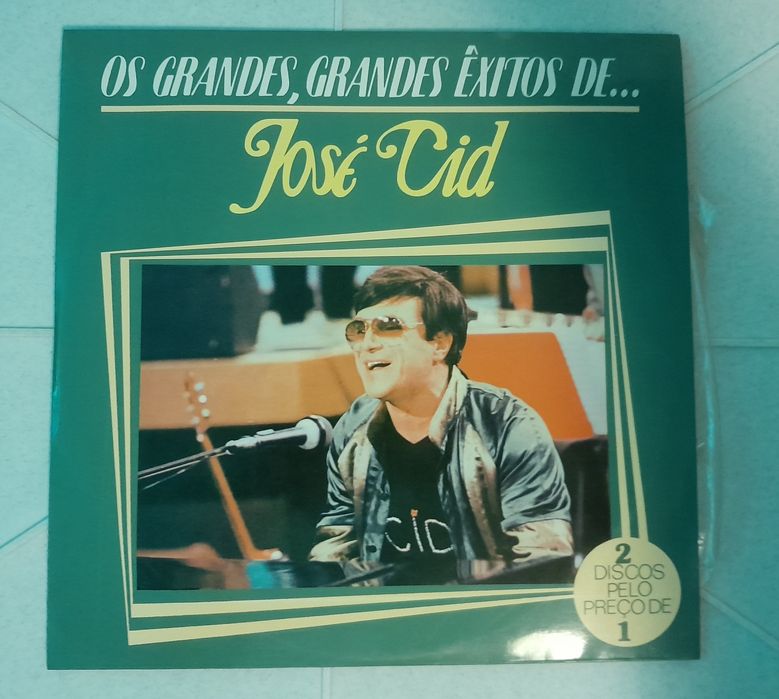 OS GRANDES, GRANDES ÊXITOS DE...
José Cid
CID
2
DISCOS
PELO
PREÇO DE
1